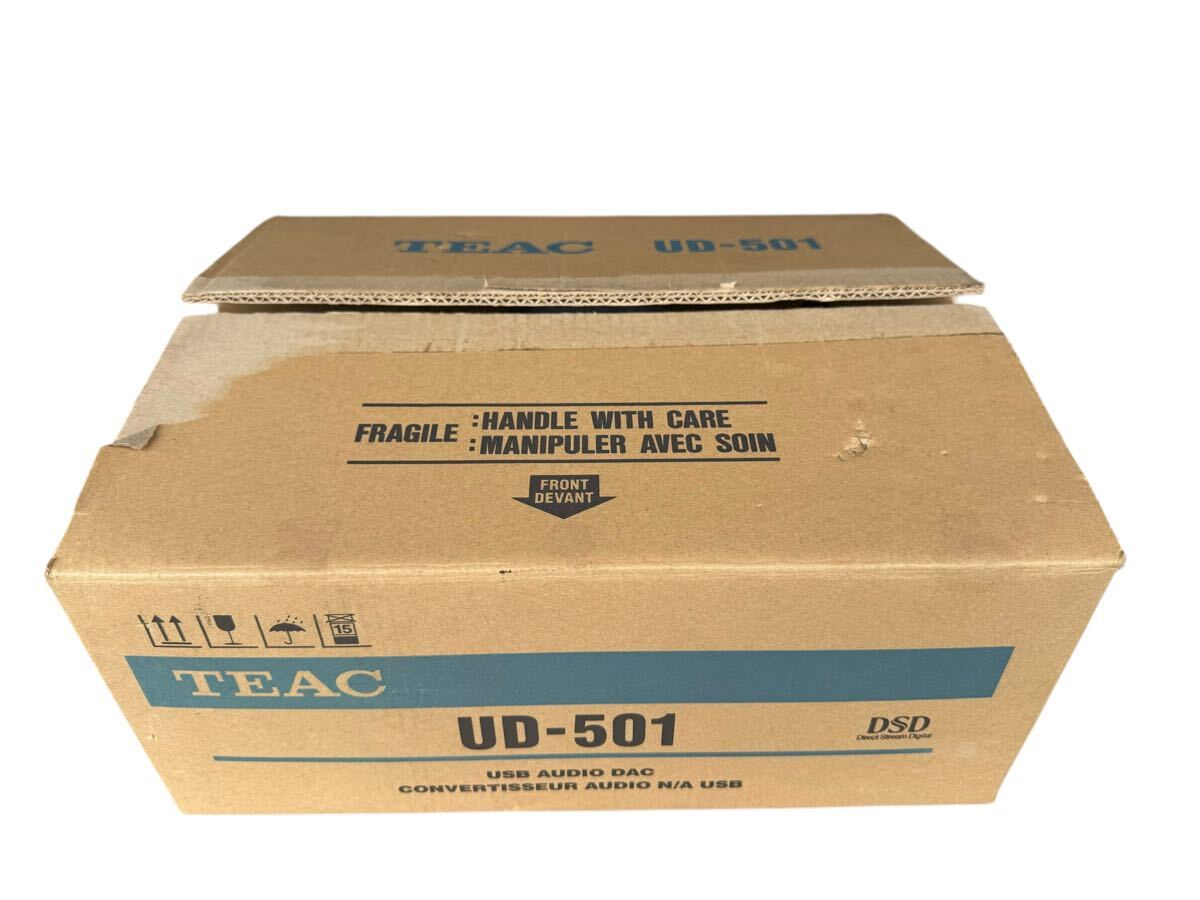 TEAC UD-501
FRAGILE :HANDLE WITH CARE
:MANIPULER AVEC SOIN
FRONT
DEVANT
15
TEAC
UD-501
DSD
Direct Stream Digital
USB AUDIO DAC
CONVERTISSEUR AUDIO N/A USB